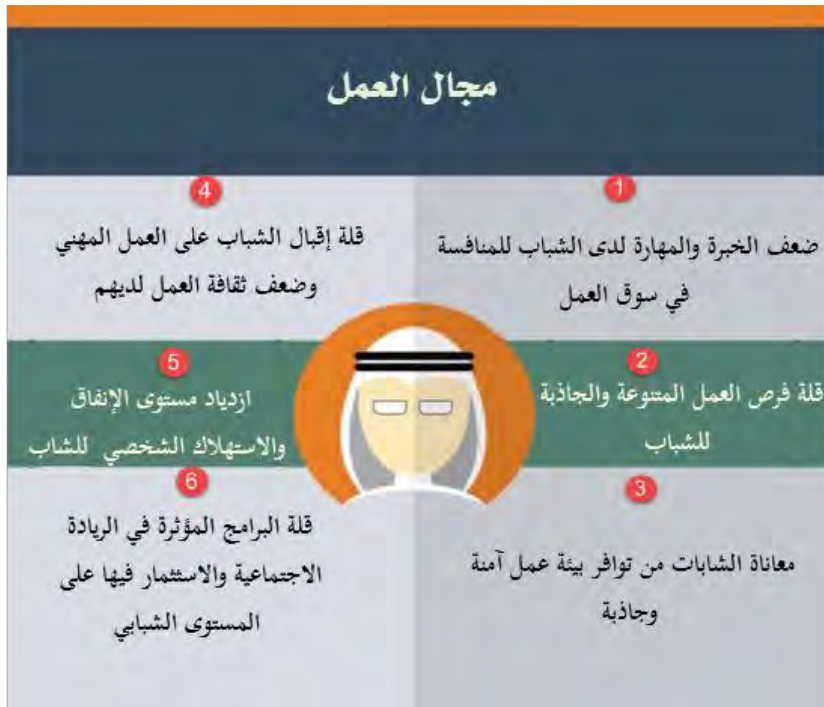 مجال العمل
1
ضعف الخبرة والمهارة لدى الشباب للمنافسة
في سوق العمل
2
قلة فرص العمل المتنوعة والجاذبة
للشباب
3
معاناة الشابات من توافر بيئة عمل آمنة
وجاذبة
4
قلة إقبال الشباب على العمل المهني
وضعف ثقافة العمل لديهم
5
ازدياد مستوى الإنفاق
والاستهلاك الشخصي للشاب
6
قلة البرامج المؤثرة في الريادة
الاجتماعية والاستثمار فيها على
المستوى الشبابي